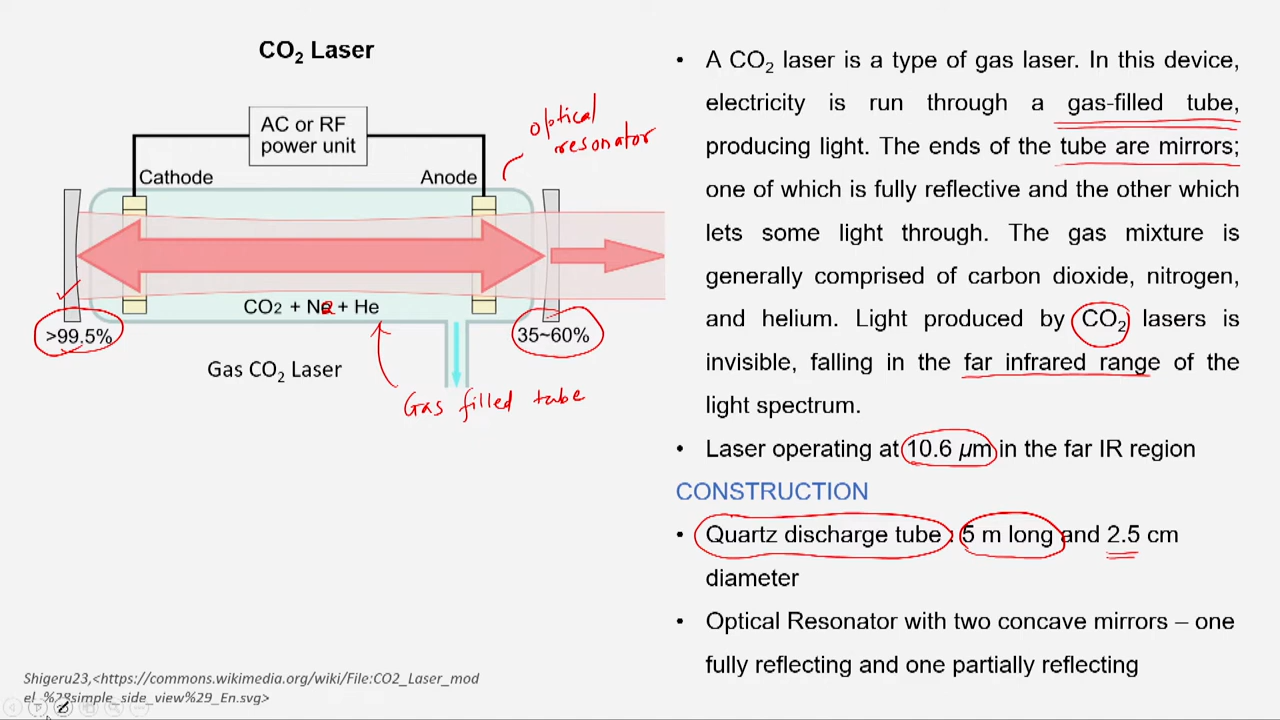 CO₂ Laser
optical
resonator
AC or RF
power unit
Cathode
Anode
CO2 + N2 + He
>99.5%
35~60%
Gas CO₂ Laser
Gas filled tube
Shigeru23,<https://commons.wikimedia.org/wiki/File:CO2_Laser_mod
el_%28simple_side_view%29_En.svg>
• A CO₂ laser is a type of gas laser. In this device,
electricity is run through a gas-filled tube,
producing light. The ends of the tube are mirrors;
one of which is fully reflective and the other which
lets some light through. The gas mixture is
generally comprised of carbon dioxide, nitrogen,
and helium. Light produced by CO₂ lasers is
invisible, falling in the far infrared range of the
light spectrum.
• Laser operating at 10.6 µm in the far IR region
CONSTRUCTION
• Quartz discharge tube : 5 m long and 2.5 cm
diameter
• Optical Resonator with two concave mirrors – one
fully reflecting and one partially reflecting